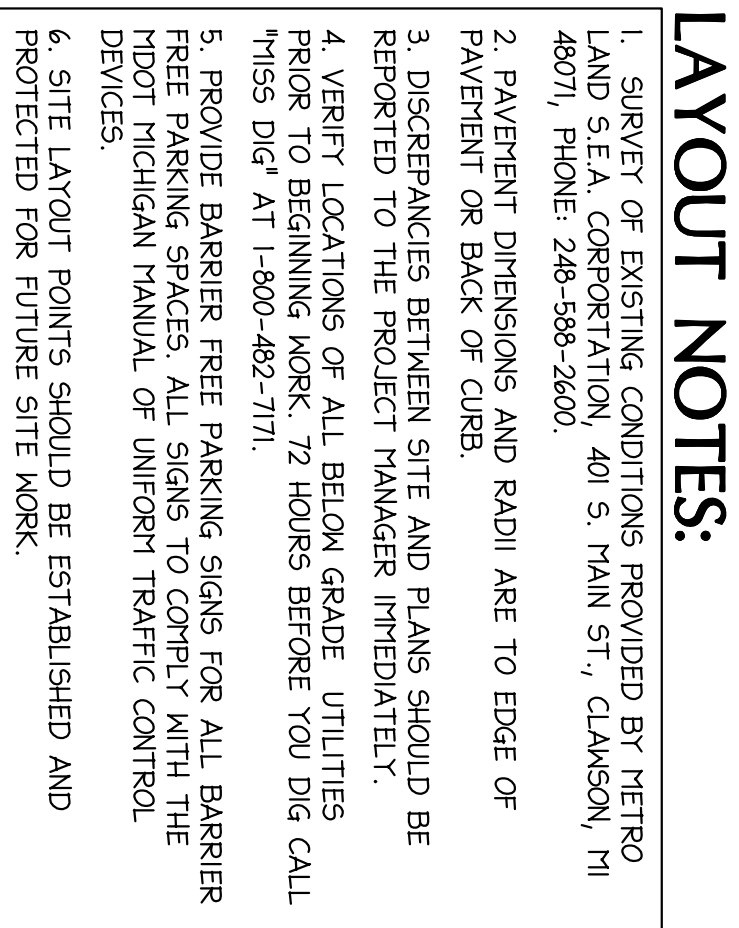 LAYOUT NOTES:
1. SURVEY OF EXISTING CONDITIONS PROVIDED BY METRO
LAND S.E.A. CORPORTATION, 401 S. MAIN ST., CLAWSON, MI
48071, PHONE: 248-588-2600.
2. PAVEMENT DIMENSIONS AND RADII ARE TO EDGE OF
PAVEMENT OR BACK OF CURB.
3. DISCREPANCIES BETWEEN SITE AND PLANS SHOULD BE
REPORTED TO THE PROJECT MANAGER IMMEDIATELY.
4. VERIFY LOCATIONS OF ALL BELOW GRADE UTILITIES
PRIOR TO BEGINNING WORK. 72 HOURS BEFORE YOU DIG CALL
"MISS DIG" AT 1-800-482-7171.
5. PROVIDE BARRIER FREE PARKING SIGNS FOR ALL BARRIER
FREE PARKING SPACES. ALL SIGNS TO COMPLY WITH THE
MDOT MICHIGAN MANUAL OF UNIFORM TRAFFIC CONTROL
DEVICES.
6. SITE LAYOUT POINTS SHOULD BE ESTABLISHED AND
PROTECTED FOR FUTURE SITE WORK.